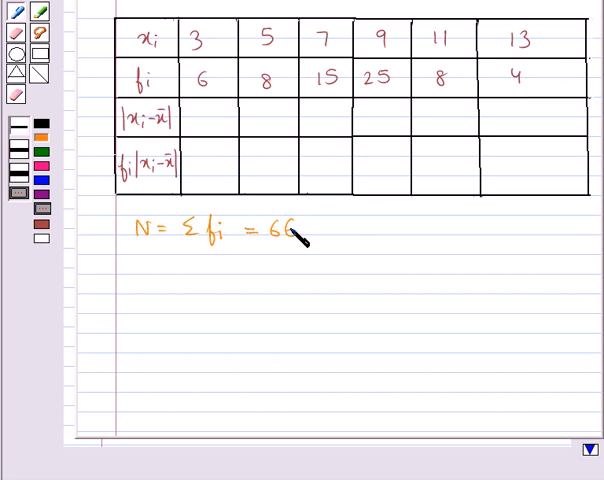 xi 3 5 7 9 11 13
fi 6 8 15 25 8 4
|xi-x̄|
fi|xi-x̄|
N = Σ fi = 66